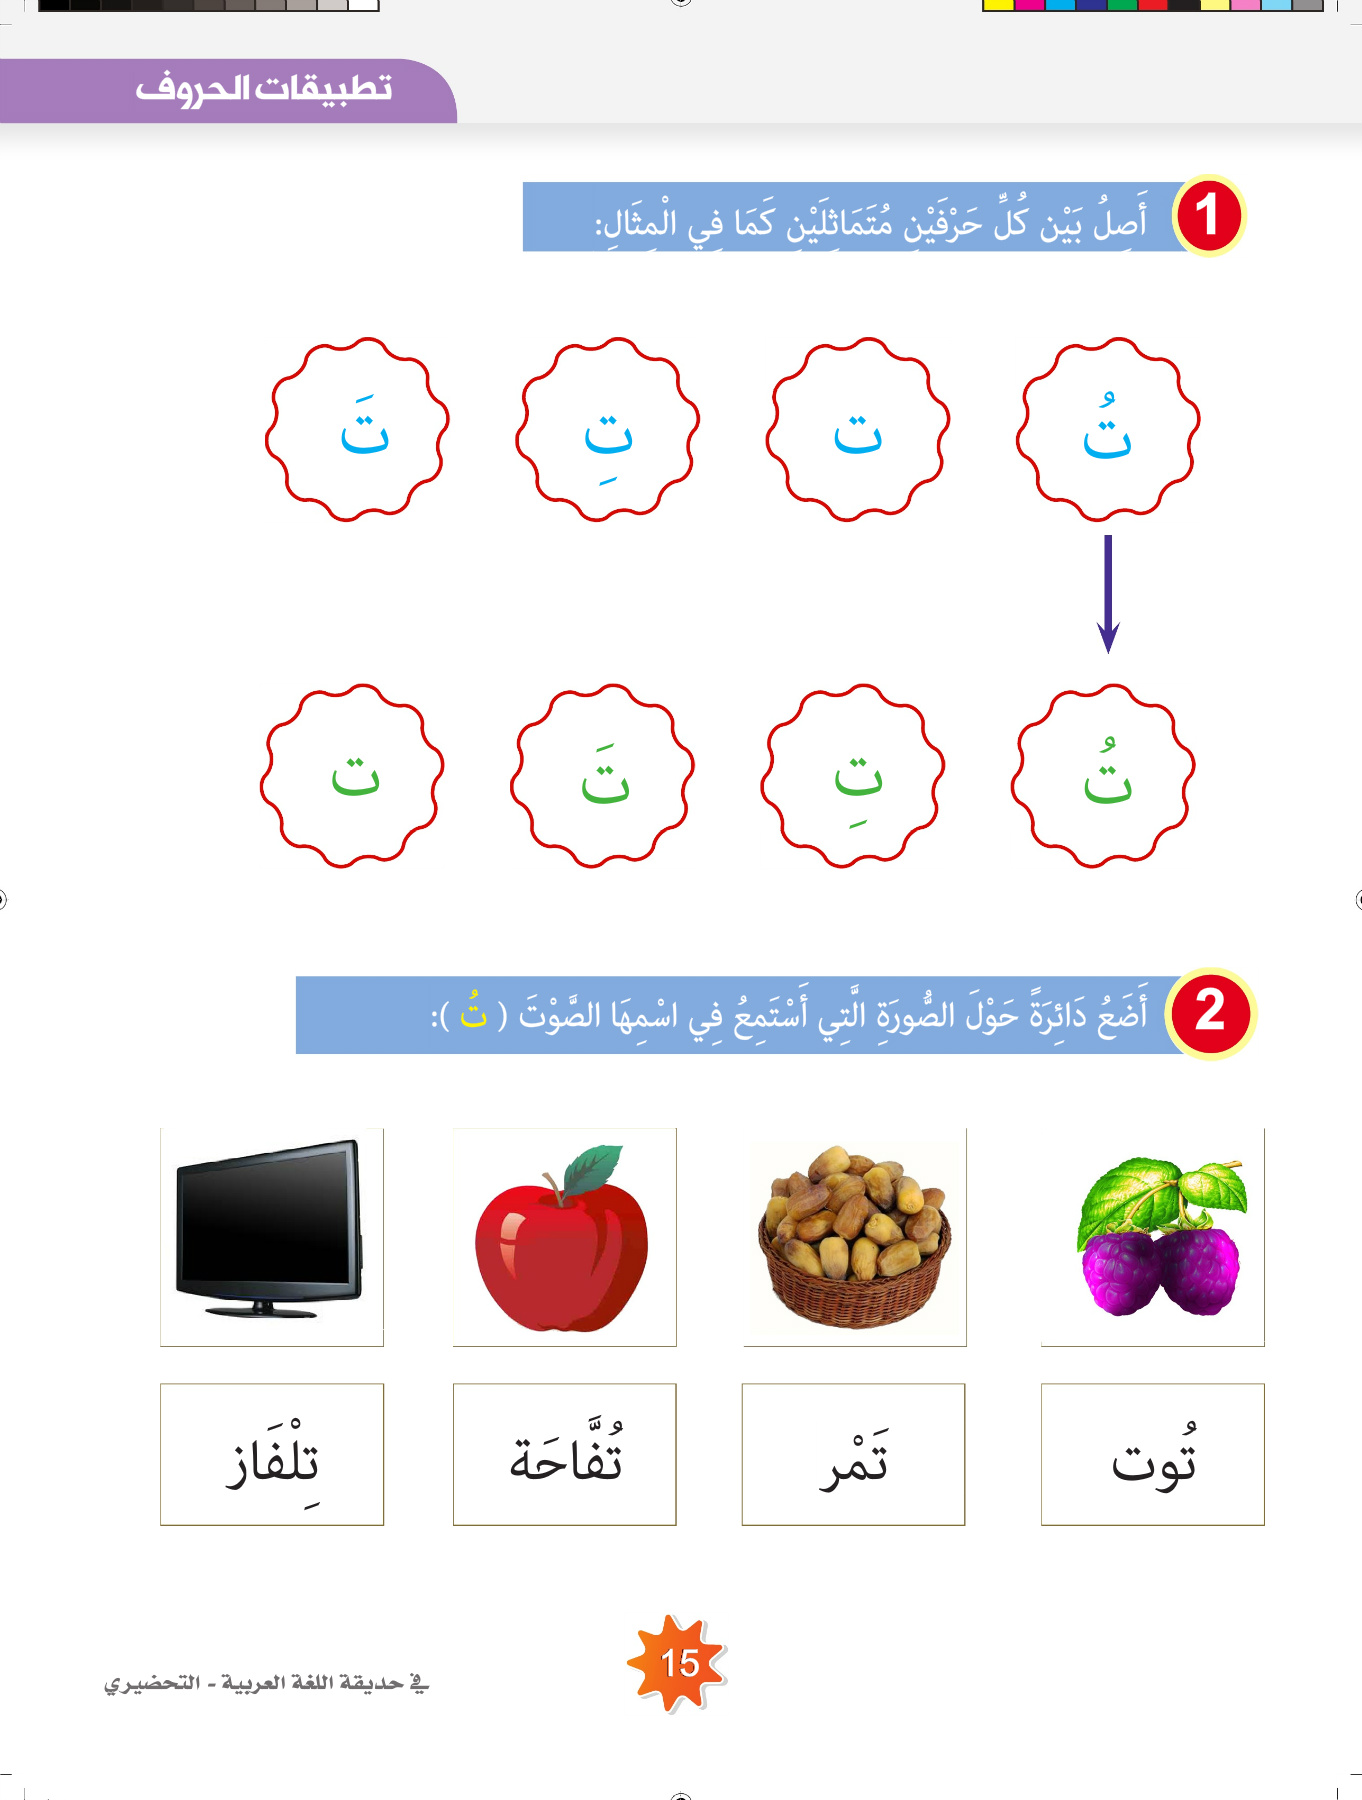 تطبيقات الحروف
1 أَصِلُ بَيْن كُلِّ حَرْفَيْنِ مُتَمَاثِلَيْنِ كَمَا فِي الْمِثَالِ:
تُ ت تِ تَ
تُ تِ تَ ت
2 أَضَعُ دَائِرَةً حَوْلَ الصُّورَةِ الَّتِي أَسْتَمِعُ فِي اسْمِهَا الصَّوْتَ ( تُ ):
تُوت تَمْر تُفَّاحَة تِلْفَاز
15
في حديقة اللغة العربية - التحضيري